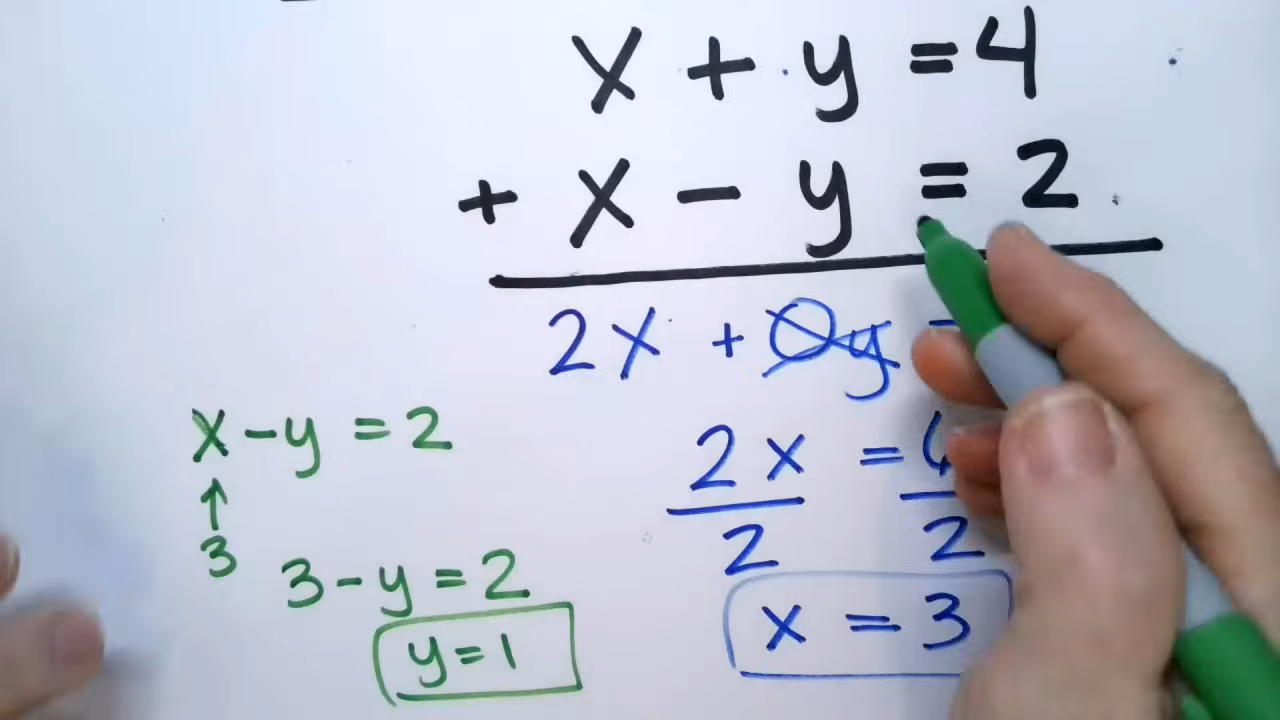 x + y = 4
+ x - y = 2
2x + 0y
x - y = 2
2x =
2 2
↑
3
3 - y = 2
y = 1
x = 3